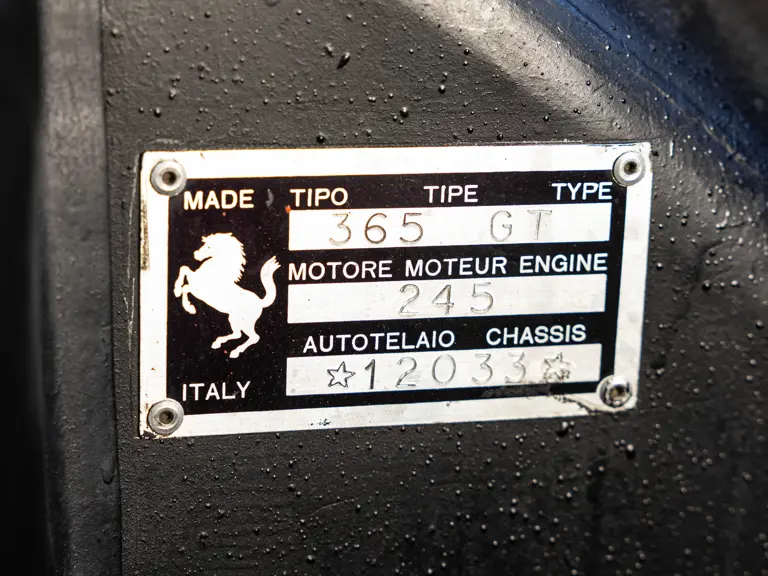 MADE TIPO TIPE TYPE
365 GT
MOTORE MOTEUR ENGINE
245
AUTOTELAIO CHASSIS
☆12033☆
ITALY